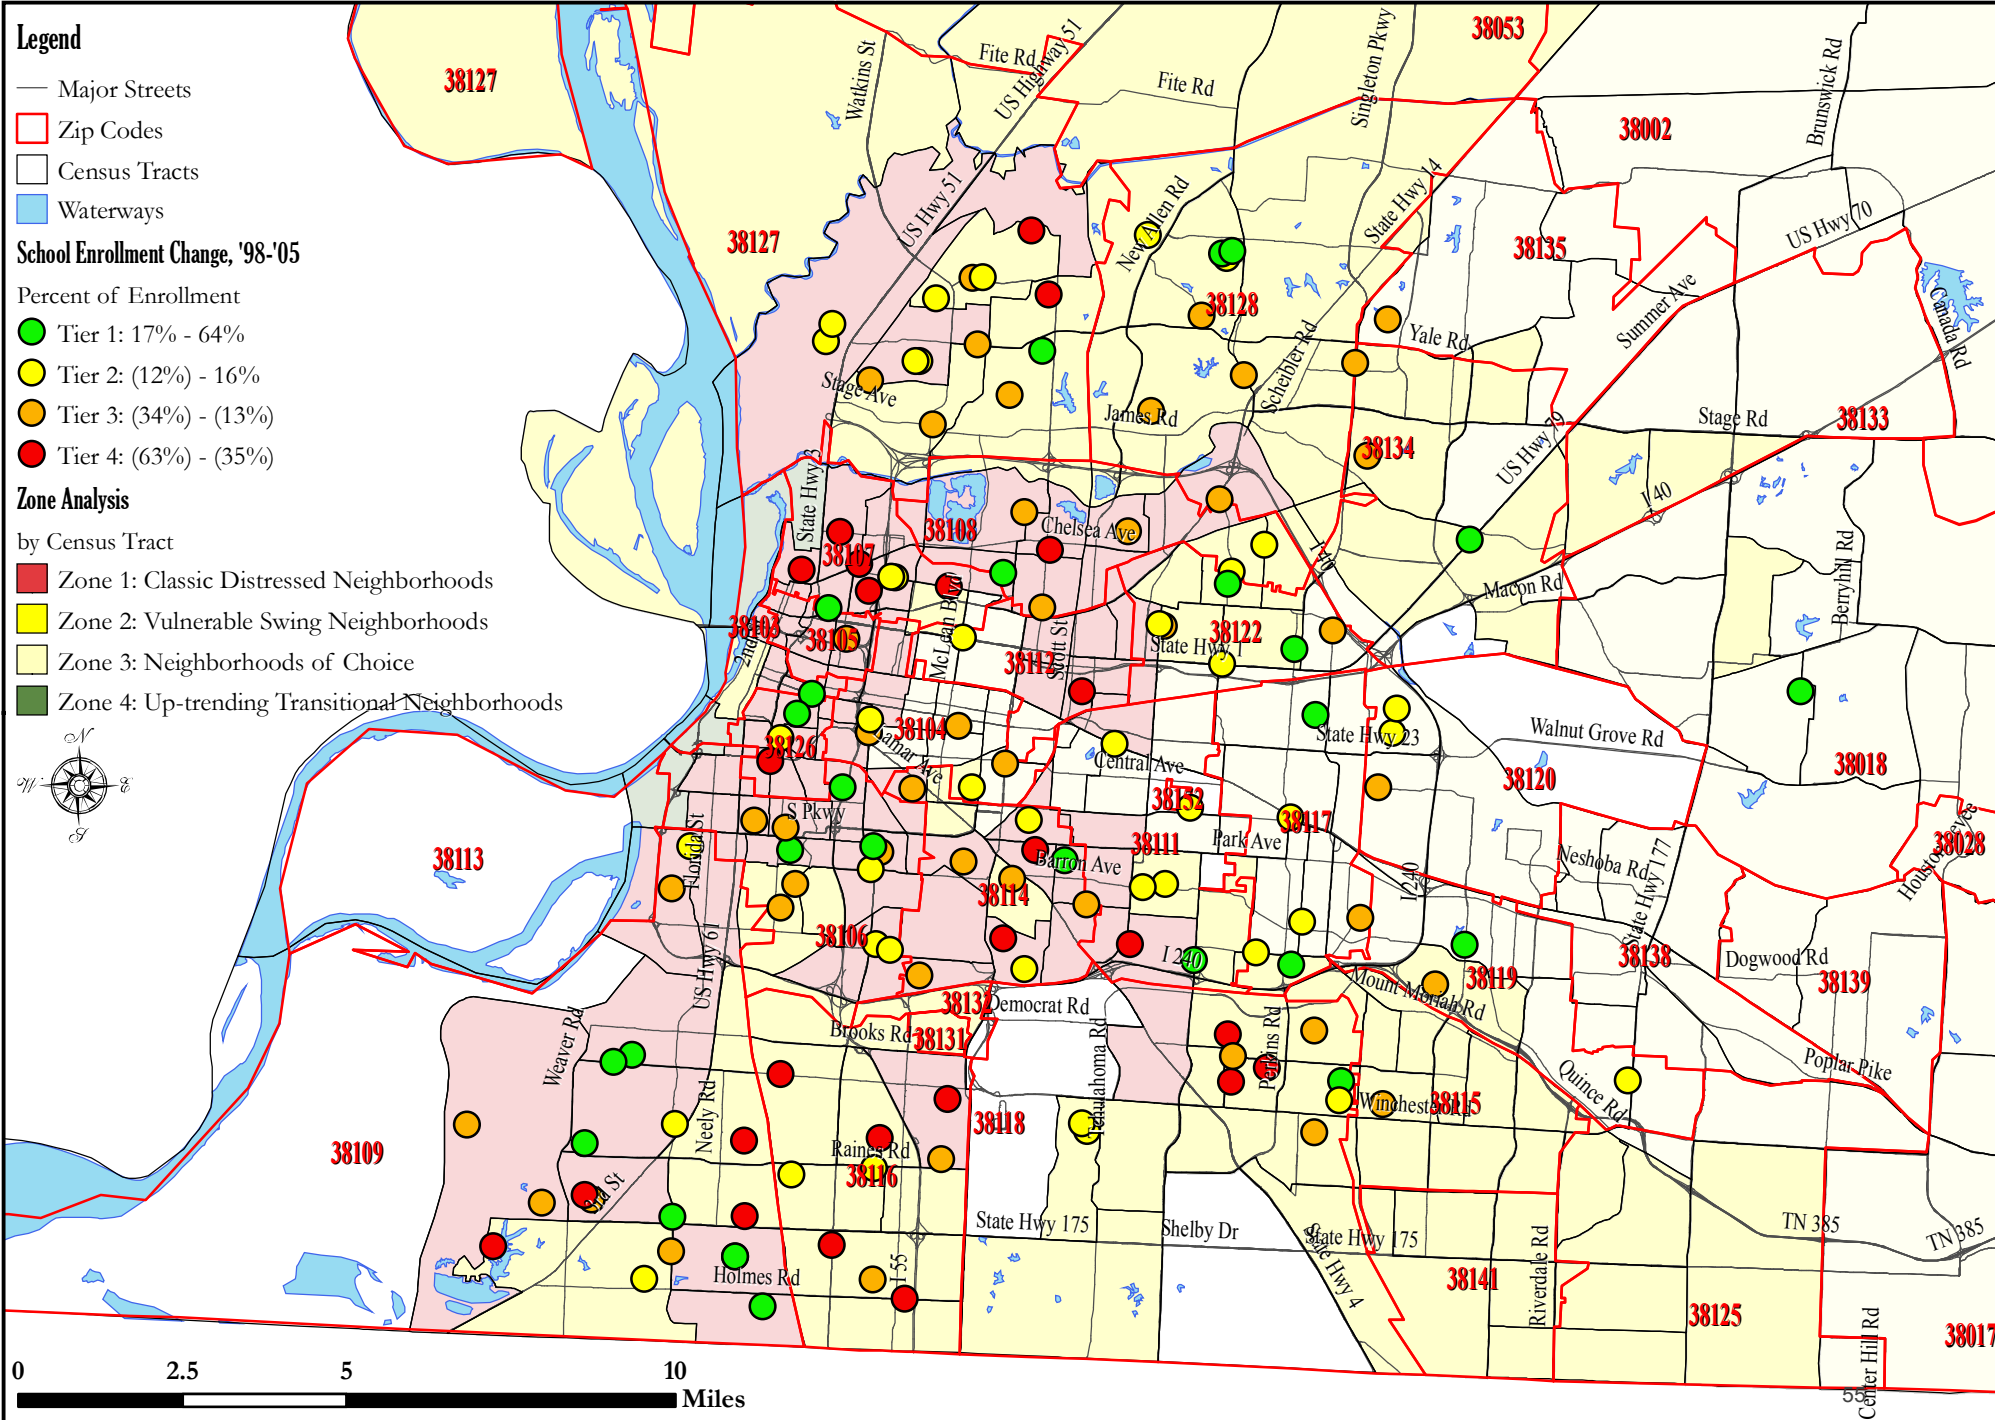 Legend
Major Streets
Zip Codes
Census Tracts
Waterways
School Enrollment Change, '98-'05
Percent of Enrollment
Tier 1: 17% - 64%
Tier 2: (12%) - 16%
Tier 3: (34%) - (13%)
Tier 4: (63%) - (35%)
Zone Analysis
by Census Tract
Zone 1: Classic Distressed Neighborhoods
Zone 2: Vulnerable Swing Neighborhoods
Zone 3: Neighborhoods of Choice
Zone 4: Up-trending Transitional Neighborhoods
N
W
E
S
38127
Watkins St
Fite Rd
US Highway 51
Fite Rd
Singleton Pkwy
38053
Brunswick Rd
38002
38127
US Hwy 51
New Allen Rd
State Hwy 14
38135
US Hwy 70
38128
Summer Ave
Canada Rd
Yale Rd
Scheibler Rd
Stage Ave
James Rd
38134
US Hwy 79
Stage Rd
38133
State Hwy 3
38108
Chelsea Ave
I 40
I 40
38107
Macon Rd
Berryhill Rd
38103
38105
McLean Blvd
38112
Scott St
State Hwy 1
38122
2nd
38126
38104
Lamar Ave
Central Ave
State Hwy 23
Walnut Grove Rd
38120
38018
38152
S Pkwy
38117
38111
Park Ave
38113
Florida St
Barron Ave
38114
I 240
Neshoba Rd
State Hwy 177
38028
38106
US Hwy 61
I 240
38138
Dogwood Rd
38139
38119
Mount Moriah Rd
38132
Democrat Rd
Brooks Rd
38131
Weaver Rd
Tchulahoma Rd
Perkins Rd
Quince Rd
Poplar Pike
Winchester Rd
38115
38118
38109
Neely Rd
Raines Rd
38116
3rd St
State Hwy 175
Shelby Dr
State Hwy 175
TN 385
TN 385
State Hwy 4
Riverdale Rd
Holmes Rd
I 55
38141
38125
Center Hill Rd
38017
0 2.5 5 10
Miles
55